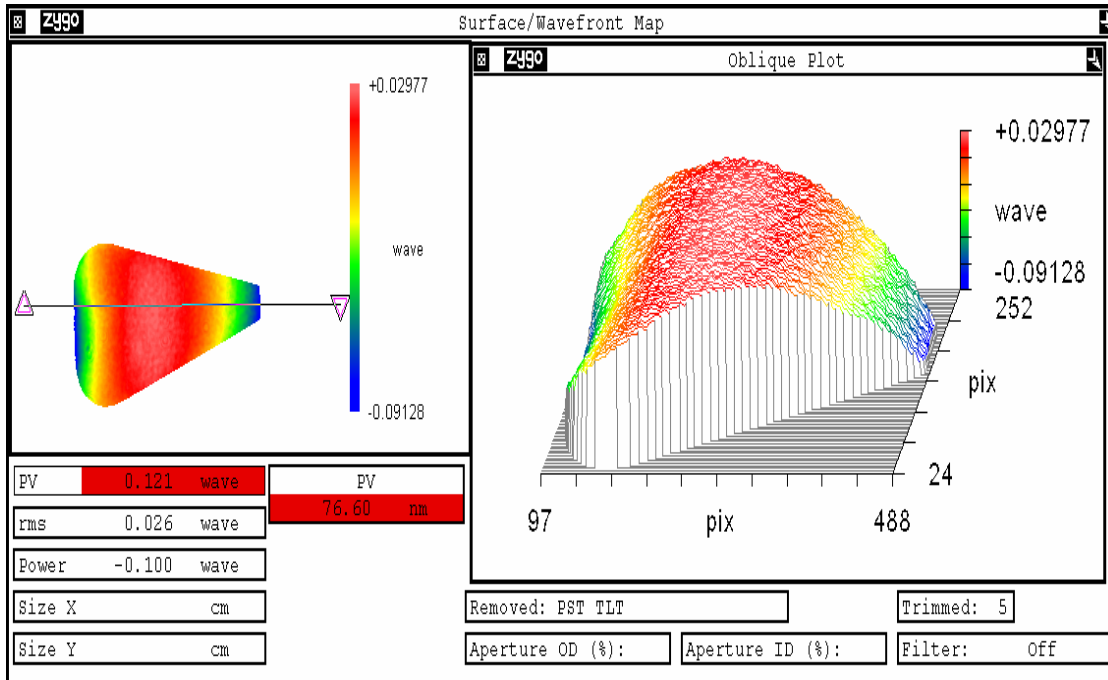 zygo Surface/Wavefront Map
+0.02977
wave
-0.09128
zygo Oblique Plot
+0.02977
wave
-0.09128
252
pix
24
97 pix 488
PV 0.121 wave
rms 0.026 wave
Power -0.100 wave
Size X cm
Size Y cm
PV
76.60 nm
Removed: PST TLT
Trimmed: 5
Aperture OD (%):
Aperture ID (%):
Filter: Off